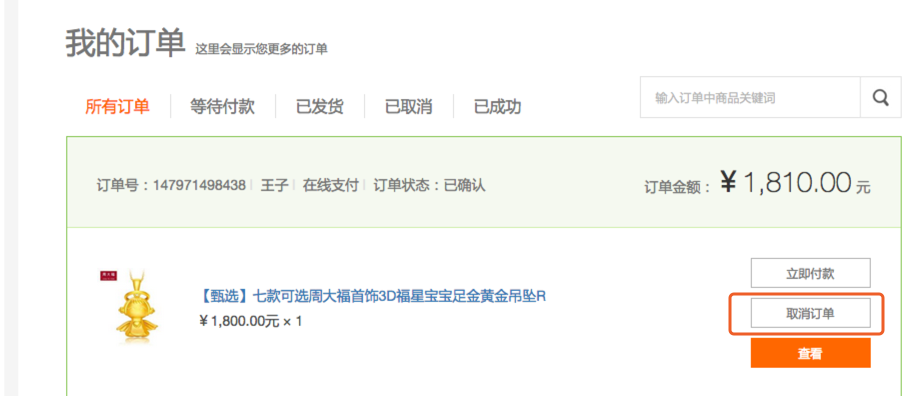 我的订单 这里会显示您更多的订单
所有订单 等待付款 已发货 已取消 已成功
输入订单中商品关键词
订单号：147971498438 王子 在线支付 订单状态：已确认
订单金额：¥ 1,810.00 元
立即付款
【甄选】七款可选周大福首饰3D福星宝宝足金黄金吊坠R
¥1,800.00元 × 1
取消订单
查看